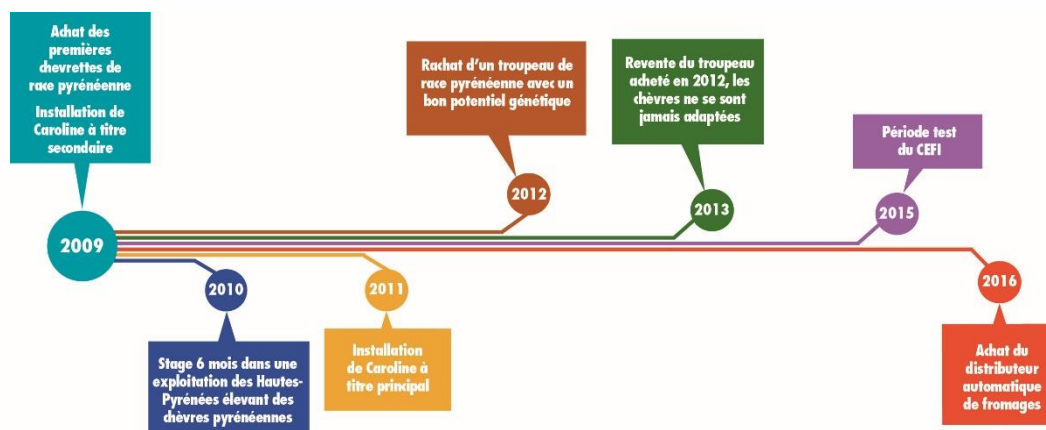 Achat des
premières
chevrettes de
race pyrénéenne
Installation de
Caroline à titre
secondaire
2009
2010
Stage 6 mois dans une
exploitation des Hautes-
Pyrénées élevant des
chèvres pyrénéennes
2011
Installation
de Caroline à
titre principal
Rachat d'un troupeau de
race pyrénéenne avec un
bon potentiel génétique
2012
Revente du troupeau
acheté en 2012, les
chèvres ne se sont
jamais adaptées
2013
Période test
du CEFI
2015
2016
Achat du
distributeur
automatique
de fromages